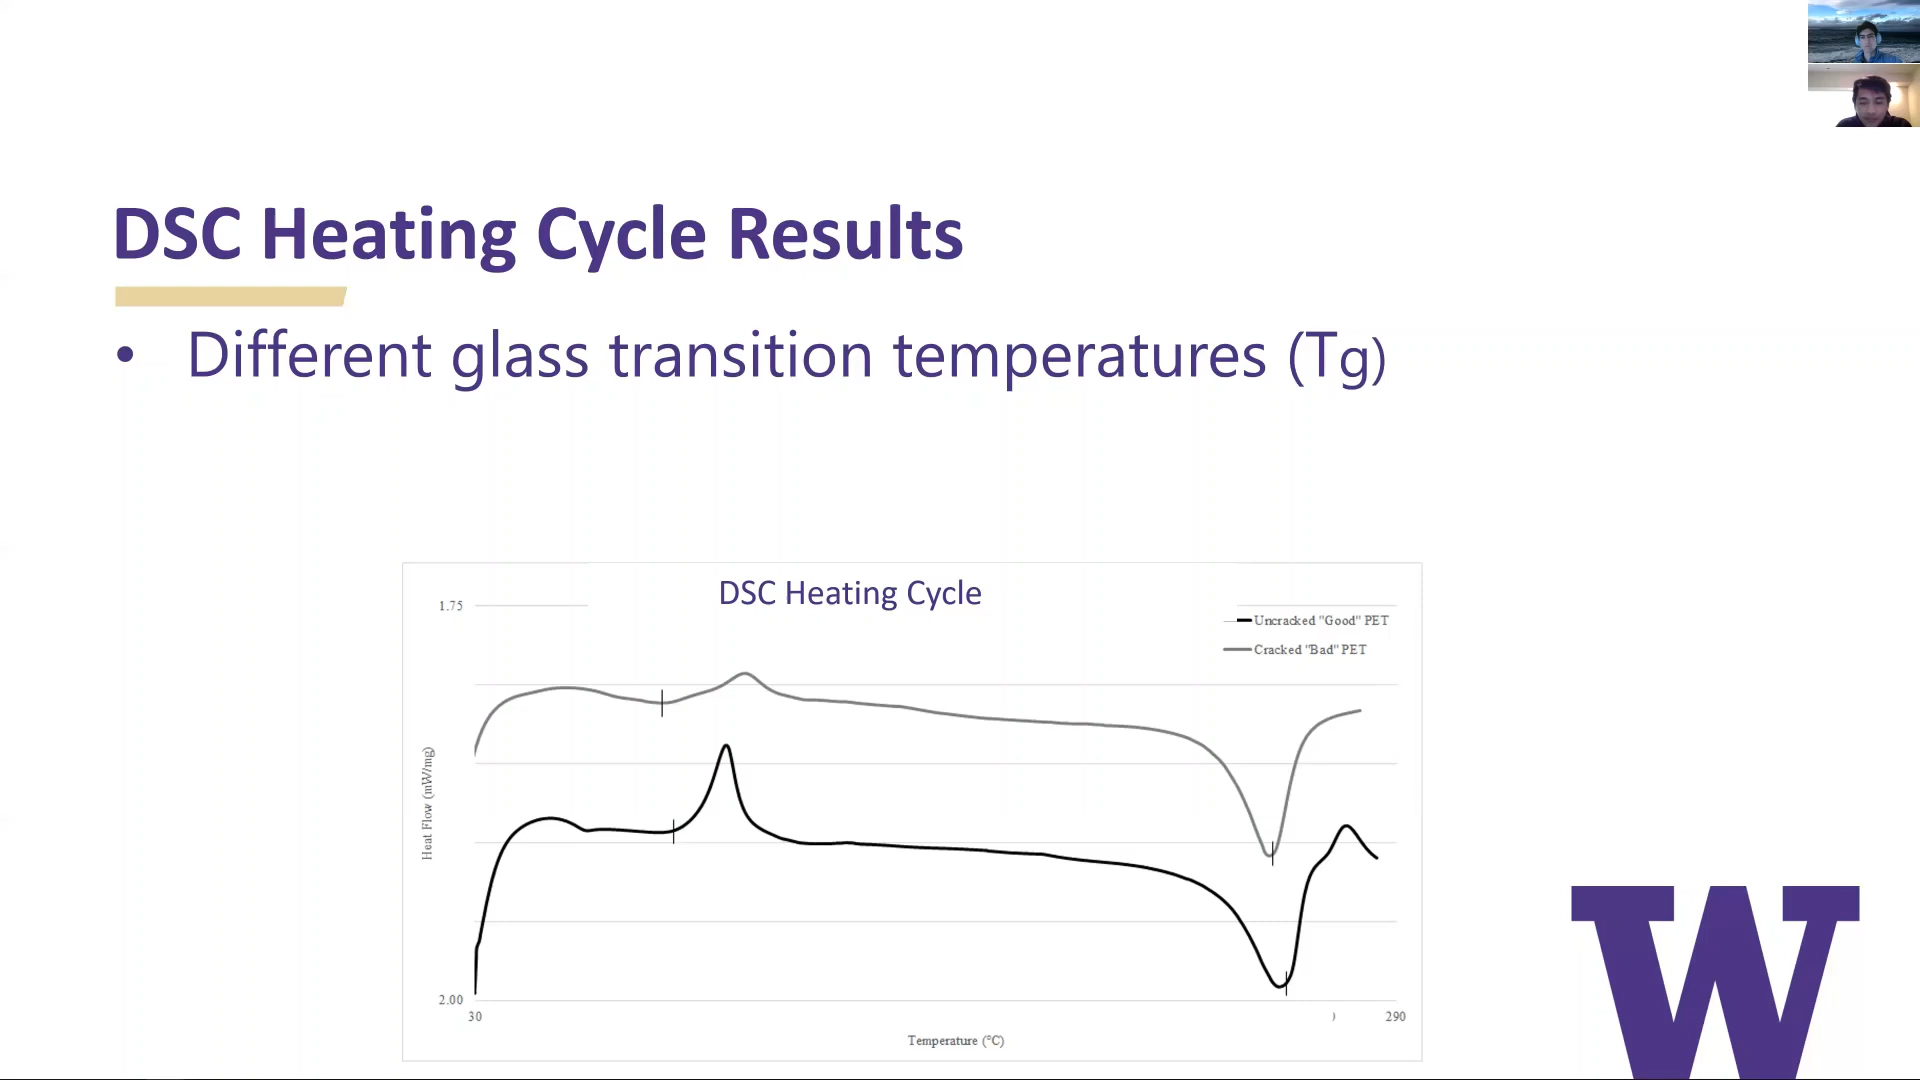 DSC Heating Cycle Results
• Different glass transition temperatures (Tg)
DSC Heating Cycle
1.75
Uncracked "Good" PET
Cracked "Bad" PET
Heat Flow (mW/mg)
2.00
30
290
Temperature (°C)
W